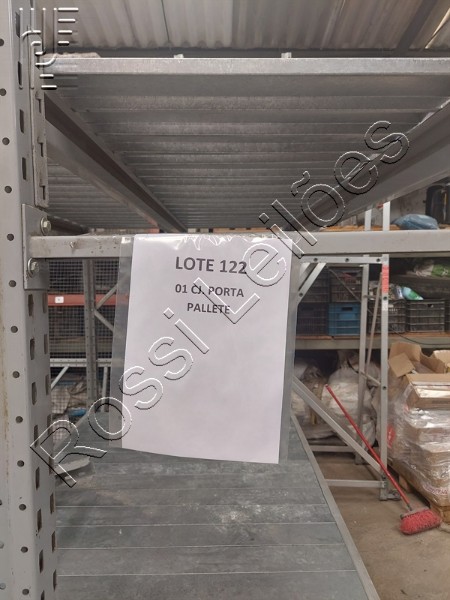 LOTE 122
01 CJ. PORTA
PALLETE
Rossi Leilões